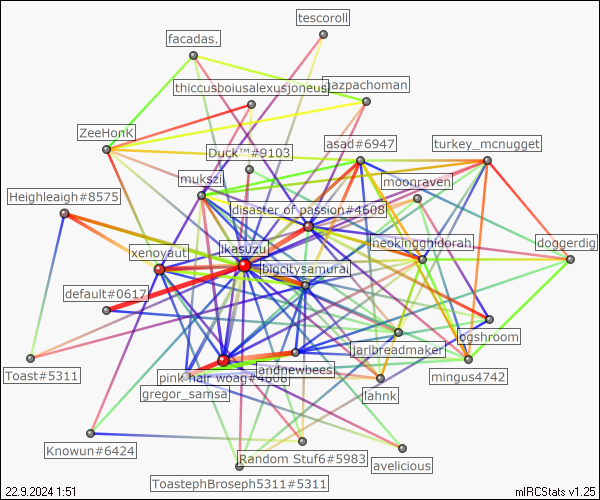 tescoroll
facadas.
thiccusboiusalexusjoneus
jazpachoman
ZeeHonK
asad#6947
turkey_mcnugget
Duck™#9103
mukszi
moonraven
Heighleigh#8575
disaster of passion#4608
xenoyaut
ikasuzu
neokingghidorah
doggerdig
bigcitysamurai
default#0617
ogshroom
jarlbreadmaker
Toast#5311
pink hair woag#4608
andnewbees
mingus4742
gregor_samsa
lahnk
Knowun#6424
Random Stuf6#5983
avelicious
ToastephBroseph5311#5311
22.9.2024 1:51
mIRCStats v1.25